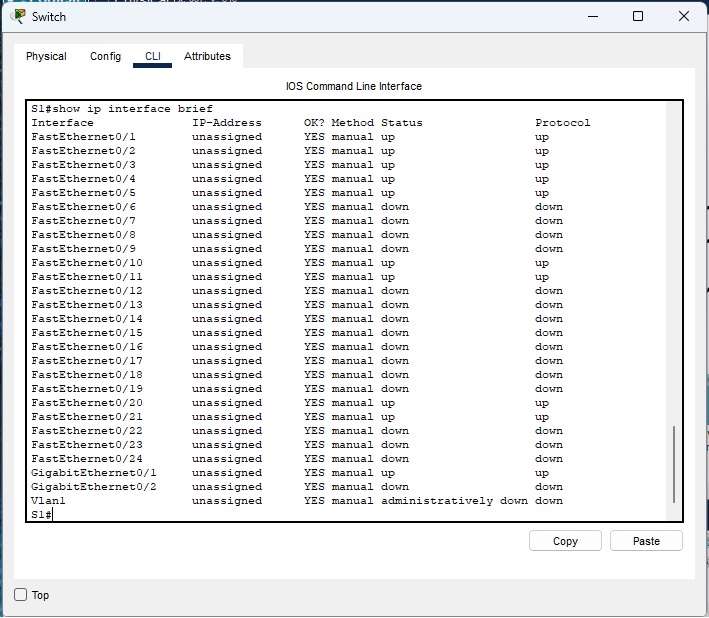 Switch
Physical Config CLI Attributes
IOS Command Line Interface
S1#show ip interface brief
Interface IP-Address OK? Method Status Protocol
FastEthernet0/1 unassigned YES manual up up
FastEthernet0/2 unassigned YES manual up up
FastEthernet0/3 unassigned YES manual up up
FastEthernet0/4 unassigned YES manual up up
FastEthernet0/5 unassigned YES manual up up
FastEthernet0/6 unassigned YES manual down down
FastEthernet0/7 unassigned YES manual down down
FastEthernet0/8 unassigned YES manual down down
FastEthernet0/9 unassigned YES manual down down
FastEthernet0/10 unassigned YES manual up up
FastEthernet0/11 unassigned YES manual up up
FastEthernet0/12 unassigned YES manual down down
FastEthernet0/13 unassigned YES manual down down
FastEthernet0/14 unassigned YES manual down down
FastEthernet0/15 unassigned YES manual down down
FastEthernet0/16 unassigned YES manual down down
FastEthernet0/17 unassigned YES manual down down
FastEthernet0/18 unassigned YES manual down down
FastEthernet0/19 unassigned YES manual down down
FastEthernet0/20 unassigned YES manual up up
FastEthernet0/21 unassigned YES manual up up
FastEthernet0/22 unassigned YES manual down down
FastEthernet0/23 unassigned YES manual down down
FastEthernet0/24 unassigned YES manual down down
GigabitEthernet0/1 unassigned YES manual up up
GigabitEthernet0/2 unassigned YES manual down down
Vlan1 unassigned YES manual administratively down down
S1#
Copy Paste
Top